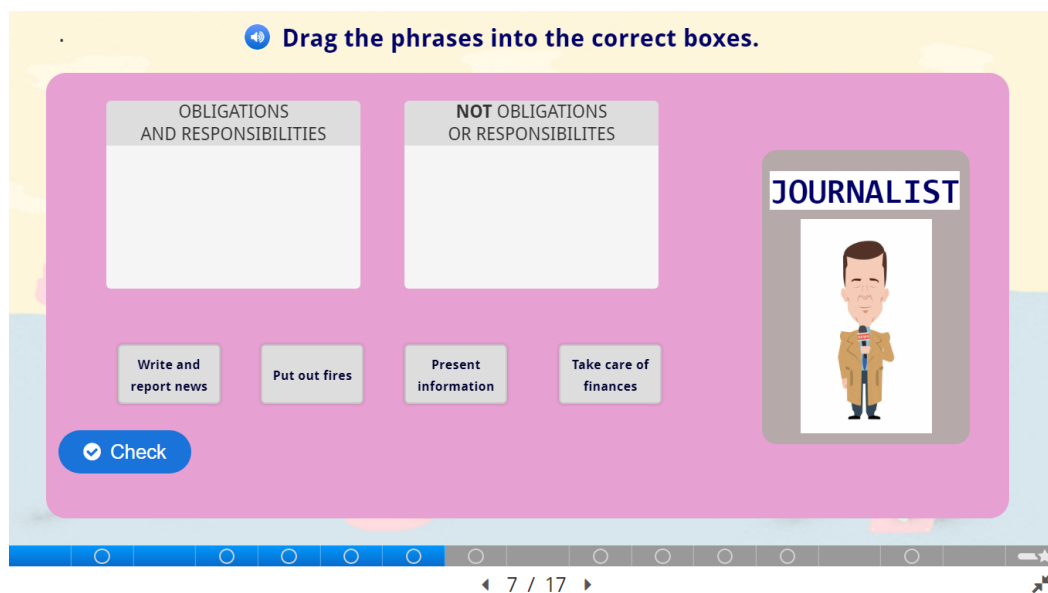 Drag the phrases into the correct boxes.
OBLIGATIONS
AND RESPONSIBILITIES
NOT OBLIGATIONS
OR RESPONSIBILITES
JOURNALIST
Write and
report news
Put out fires
Present
information
Take care of
finances
Check
7 / 17